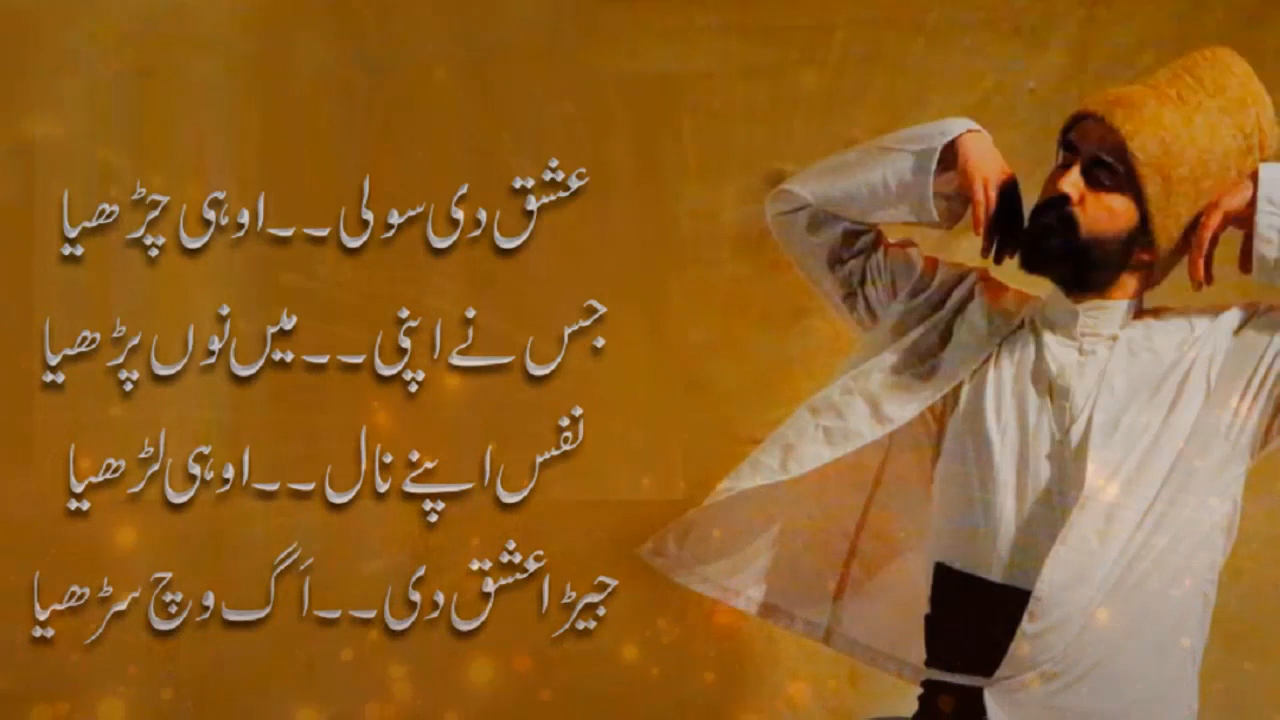 عشق دی سولی۔۔اوہی چڑھیا
جس نے اپنی۔۔میں نوں پڑھیا
نفس اپنے نال۔۔اوہی لڑھیا
جیڑا عشق دی۔۔اَگ وچ سڑھیا